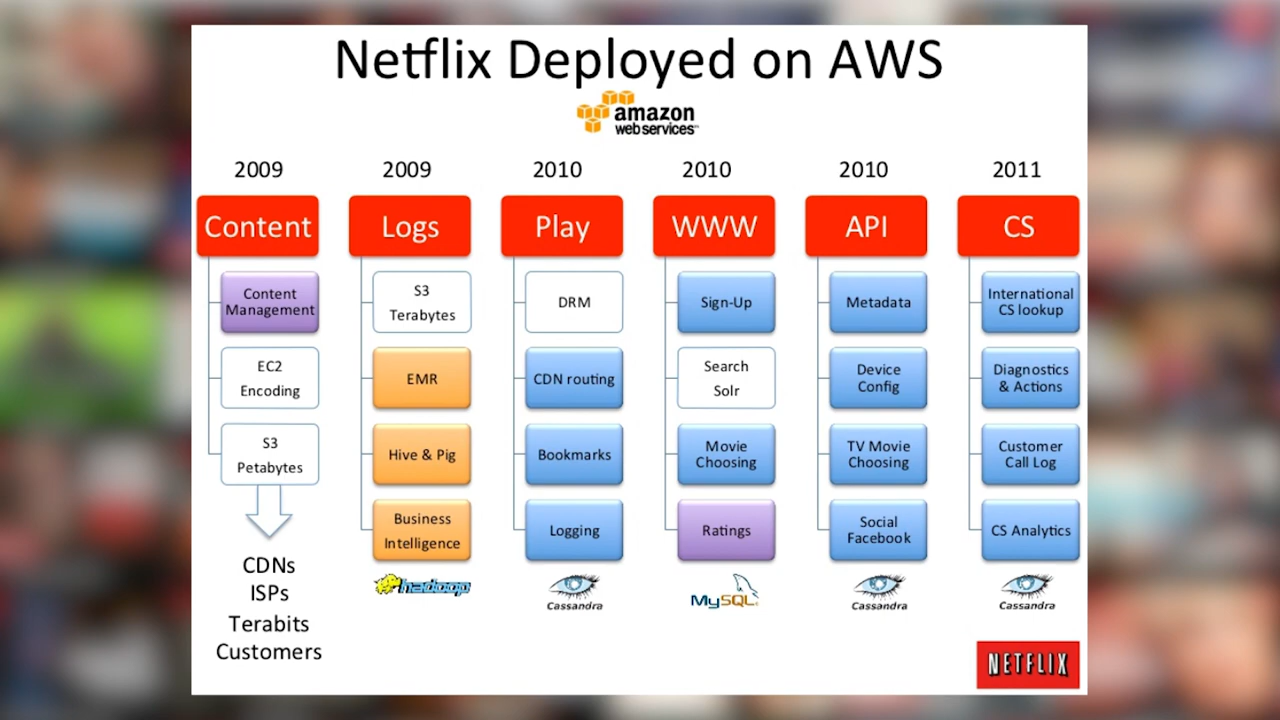 Netflix Deployed on AWS
amazon
web services™
2009
2009
2010
2010
2010
2011
Content
Logs
Play
WWW
API
CS
Content
Management
EC2
Encoding
S3
Petabytes
CDNs
ISPs
Terabits
Customers
S3
Terabytes
EMR
Hive & Pig
Business
Intelligence
hadoop
DRM
CDN routing
Bookmarks
Logging
Cassandra
Sign-Up
Search
Solr
Movie
Choosing
Ratings
MySQL
Metadata
Device
Config
TV Movie
Choosing
Social
Facebook
Cassandra
International
CS lookup
Diagnostics
& Actions
Customer
Call Log
CS Analytics
Cassandra
NETFLIX